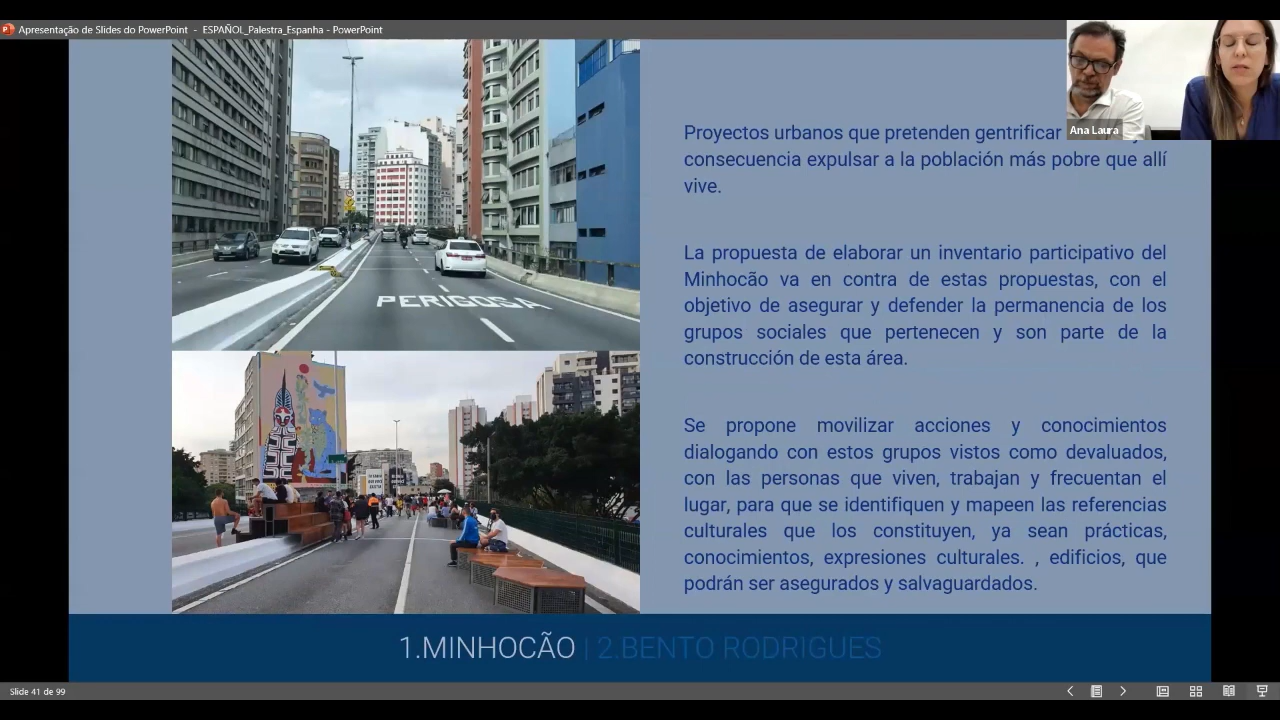 Apresentação de Slides do PowerPoint - ESPAÑOL_Palestra_Espanha - PowerPoint
Ana Laura
Proyectos urbanos que pretenden gentrificar
consecuencia expulsar a la población más pobre que allí
vive.
La propuesta de elaborar un inventario participativo del
Minhocão va en contra de estas propuestas, con el
objetivo de asegurar y defender la permanencia de los
grupos sociales que pertenecen y son parte de la
construcción de esta área.
Se propone movilizar acciones y conocimientos
dialogando con estos grupos vistos como devaluados,
con las personas que viven, trabajan y frecuentan el
lugar, para que se identifiquen y mapeen las referencias
culturales que los constituyen, ya sean prácticas,
conocimientos, expresiones culturales. , edificios, que
podrán ser asegurados y salvaguardados.
PERIGOSA
1.MINHOCÃO | 2.BENTO RODRIGUES
Slide 41 de 99